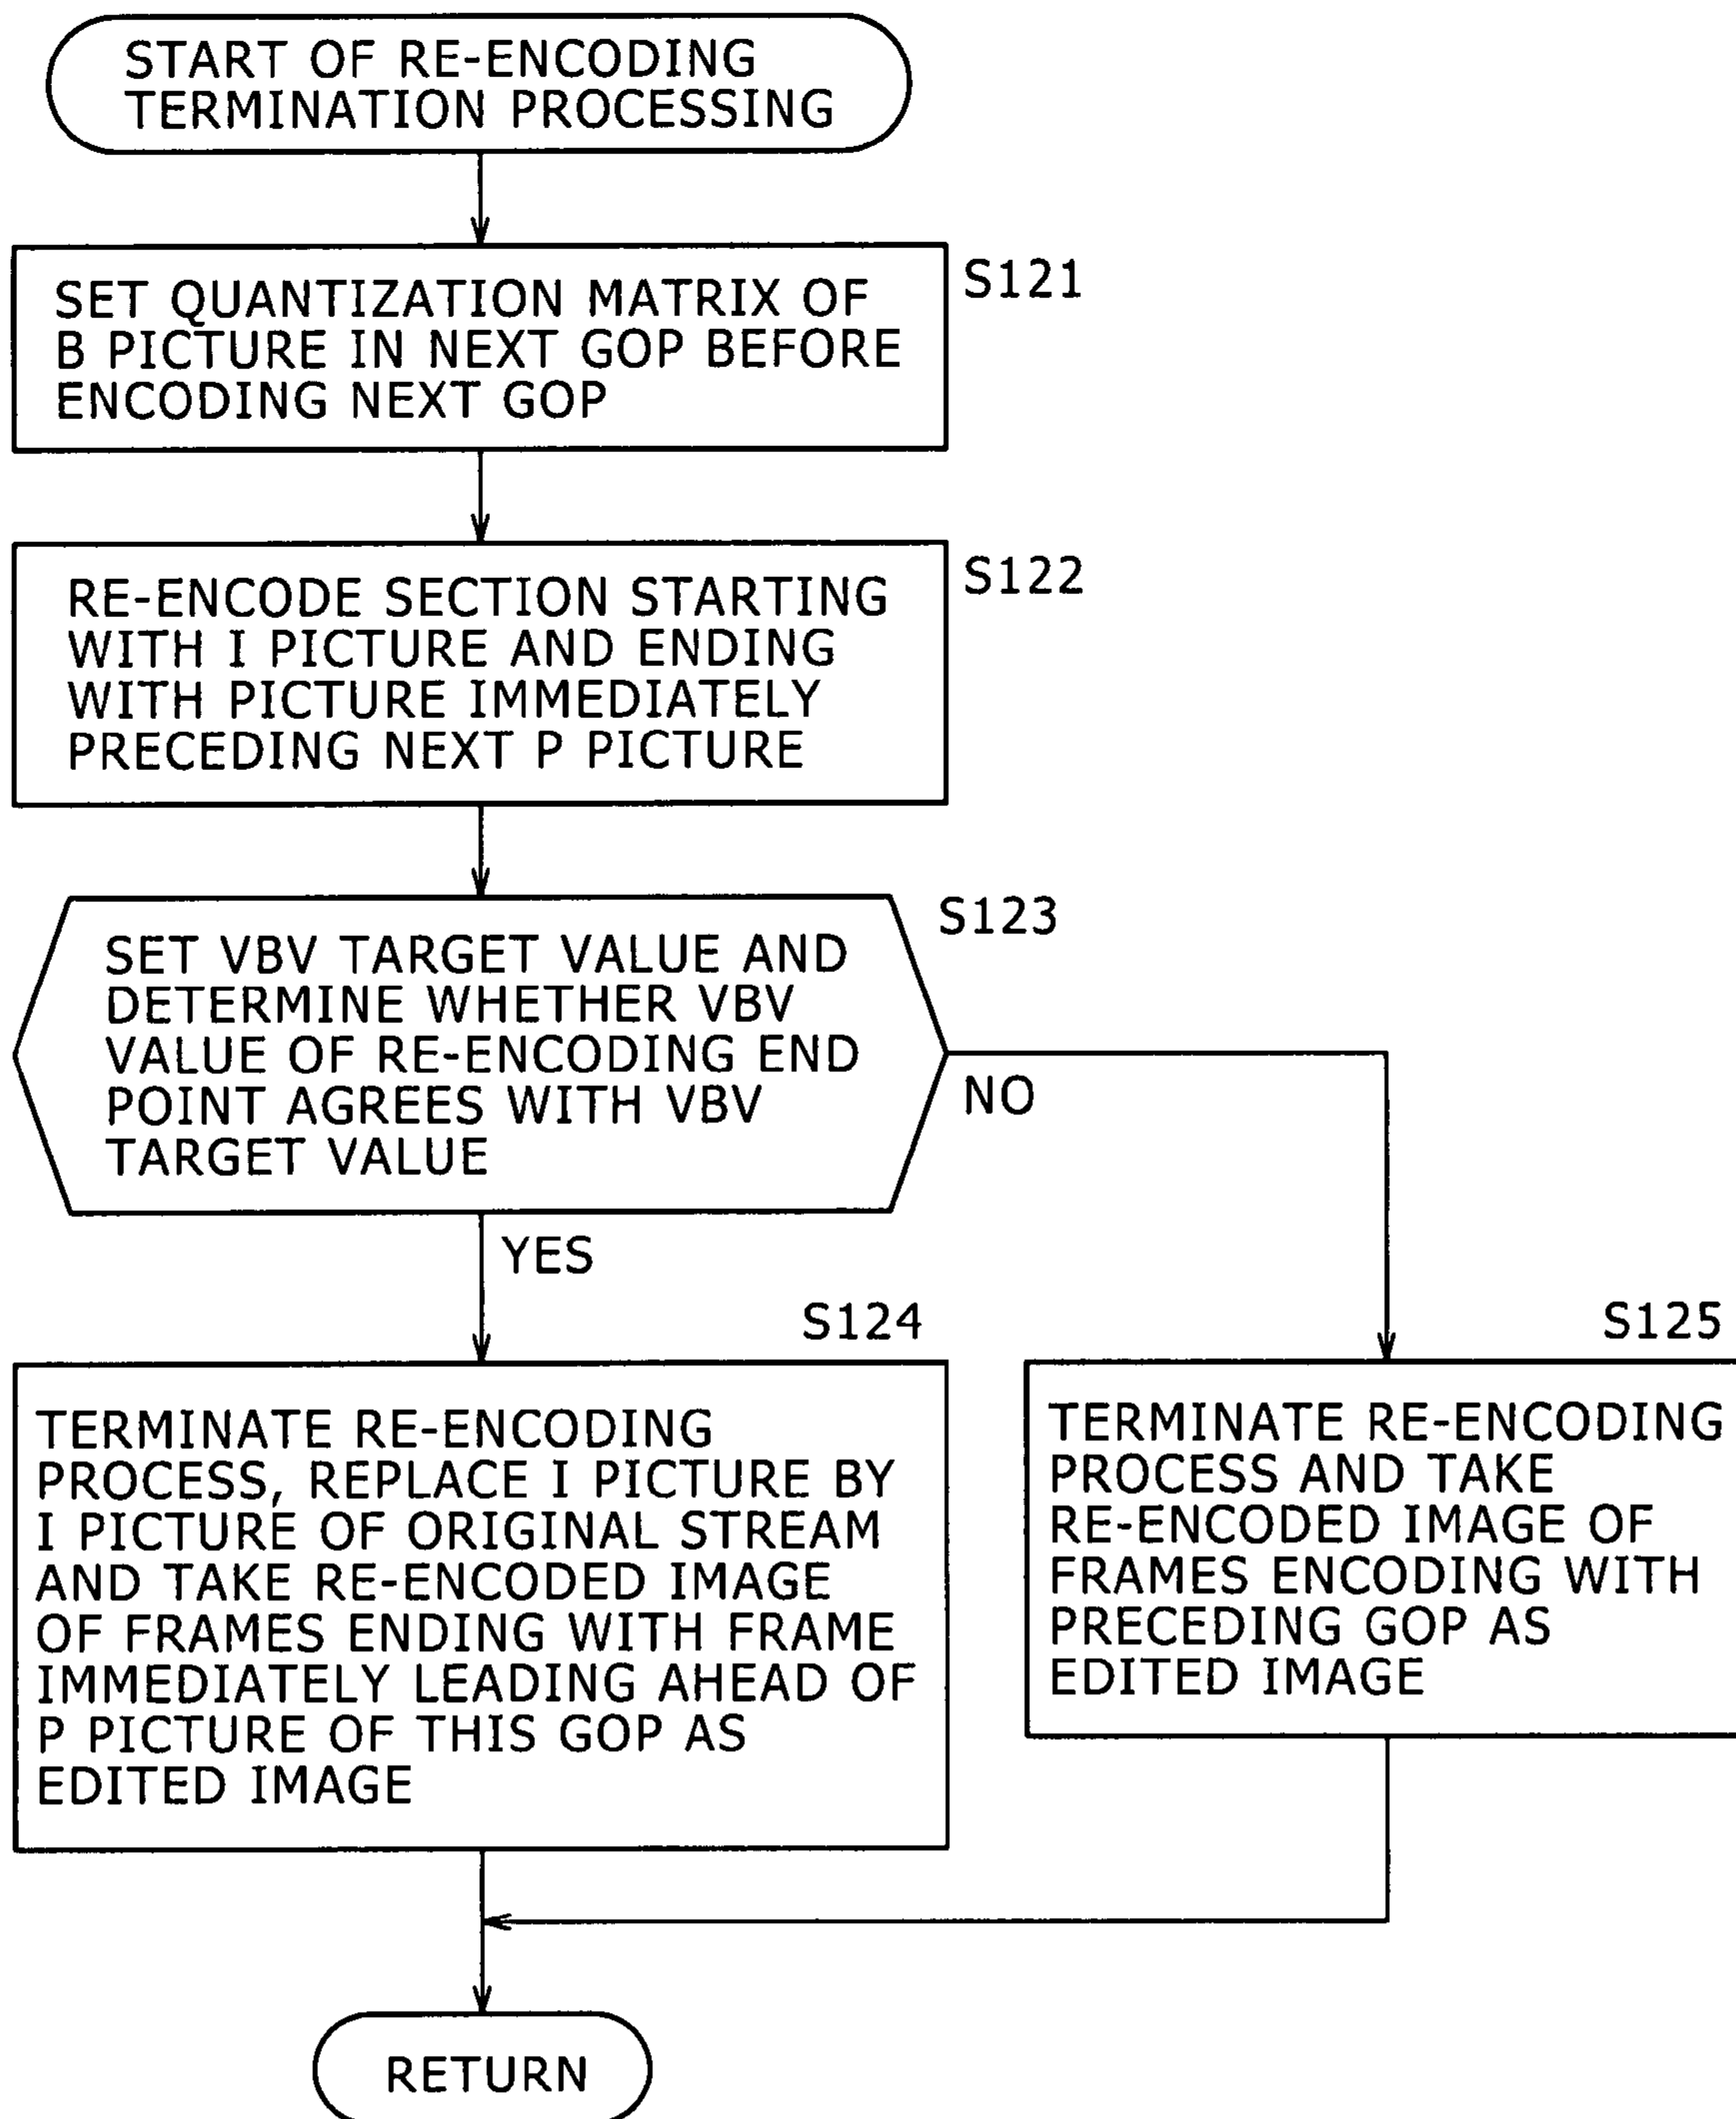 START OF RE-ENCODING
TERMINATION PROCESSING
S121
SET QUANTIZATION MATRIX OF
B PICTURE IN NEXT GOP BEFORE
ENCODING NEXT GOP
S122
RE-ENCODE SECTION STARTING
WITH I PICTURE AND ENDING
WITH PICTURE IMMEDIATELY
PRECEDING NEXT P PICTURE
S123
SET VBV TARGET VALUE AND
DETERMINE WHETHER VBV
VALUE OF RE-ENCODING END
POINT AGREES WITH VBV
TARGET VALUE
NO
YES
S124
TERMINATE RE-ENCODING
PROCESS, REPLACE I PICTURE BY
I PICTURE OF ORIGINAL STREAM
AND TAKE RE-ENCODED IMAGE
OF FRAMES ENDING WITH FRAME
IMMEDIATELY LEADING AHEAD OF
P PICTURE OF THIS GOP AS
EDITED IMAGE
S125
TERMINATE RE-ENCODING
PROCESS AND TAKE
RE-ENCODED IMAGE OF
FRAMES ENCODING WITH
PRECEDING GOP AS
EDITED IMAGE
RETURN